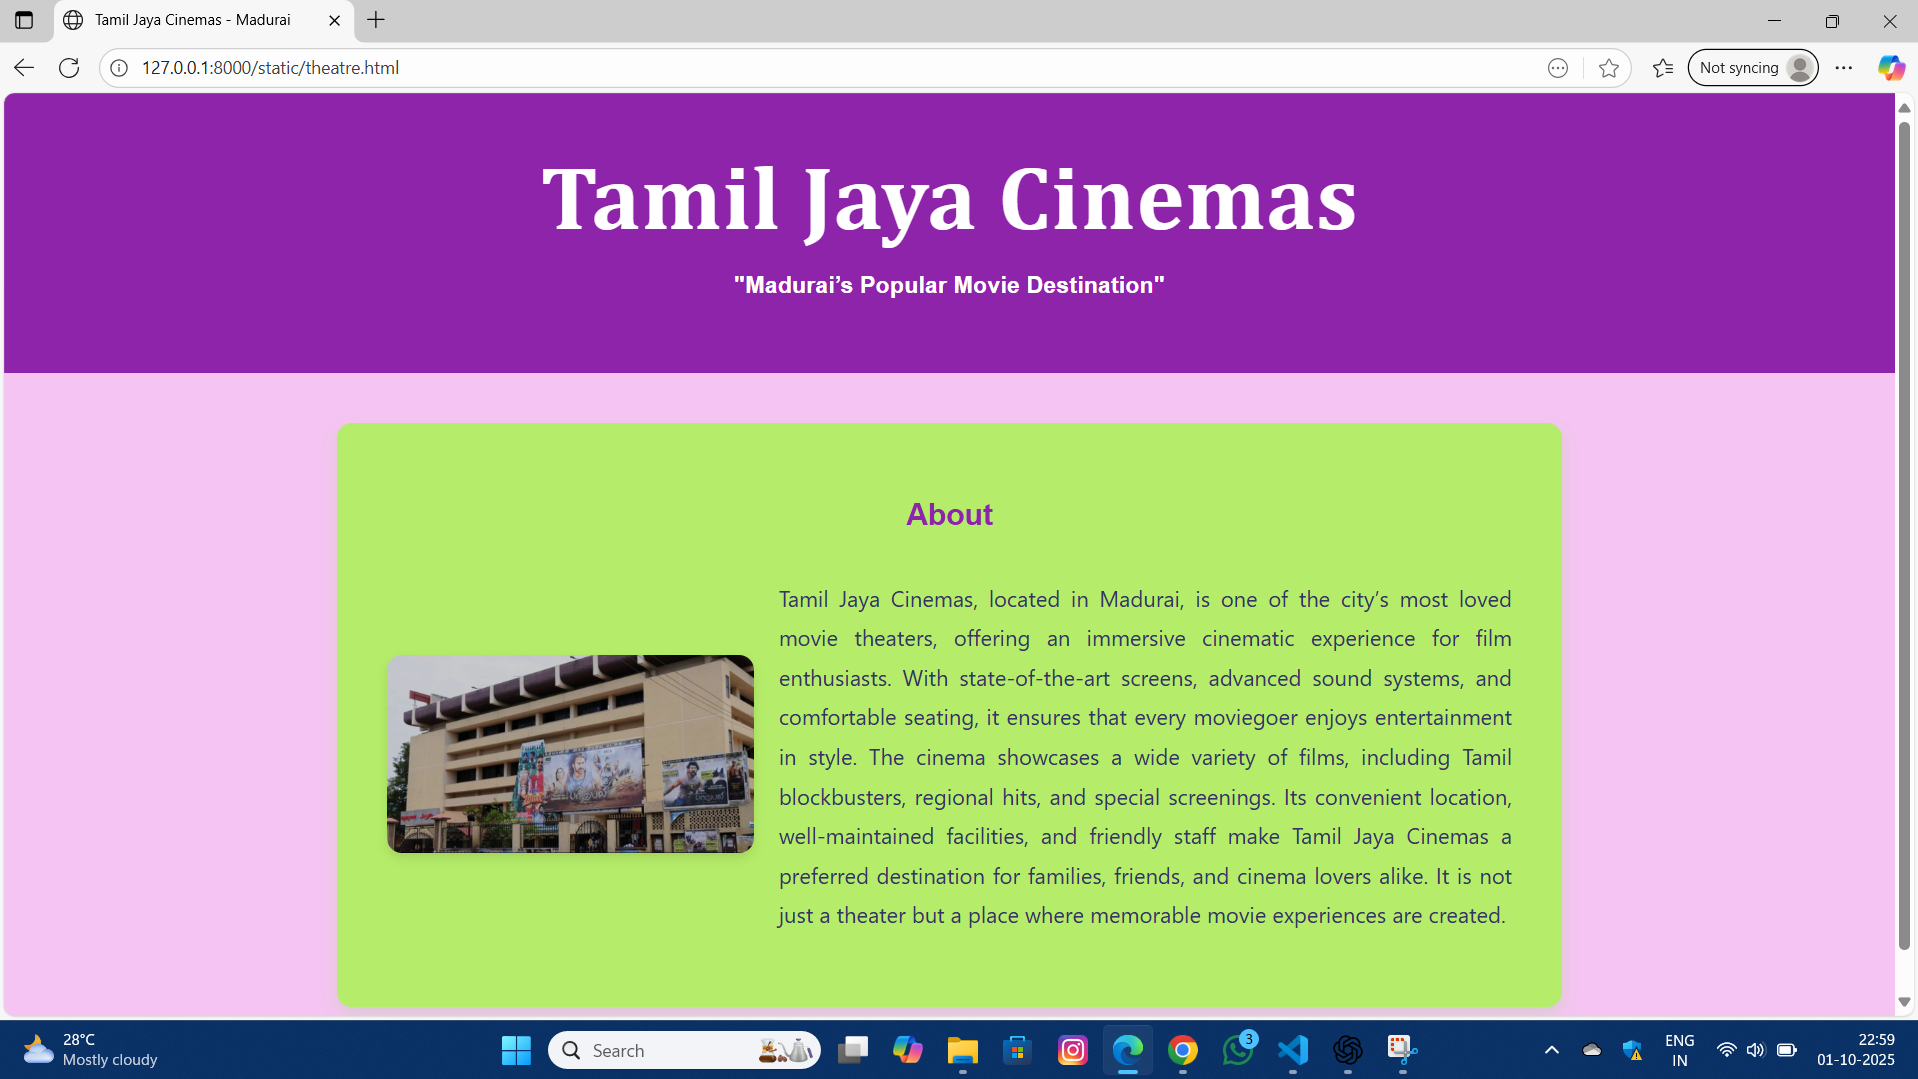 Tamil Jaya Cinemas - Madurai
127.0.0.1:8000/static/theatre.html
Not syncing
Tamil Jaya Cinemas
"Madurai’s Popular Movie Destination"
About
Tamil Jaya Cinemas, located in Madurai, is one of the city’s most loved
movie theaters, offering an immersive cinematic experience for film
enthusiasts. With state-of-the-art screens, advanced sound systems, and
comfortable seating, it ensures that every moviegoer enjoys entertainment
in style. The cinema showcases a wide variety of films, including Tamil
blockbusters, regional hits, and special screenings. Its convenient location,
well-maintained facilities, and friendly staff make Tamil Jaya Cinemas a
preferred destination for families, friends, and cinema lovers alike. It is not
just a theater but a place where memorable movie experiences are created.
28°C
Mostly cloudy
Search
3
ENG
IN
22:59
01-10-2025